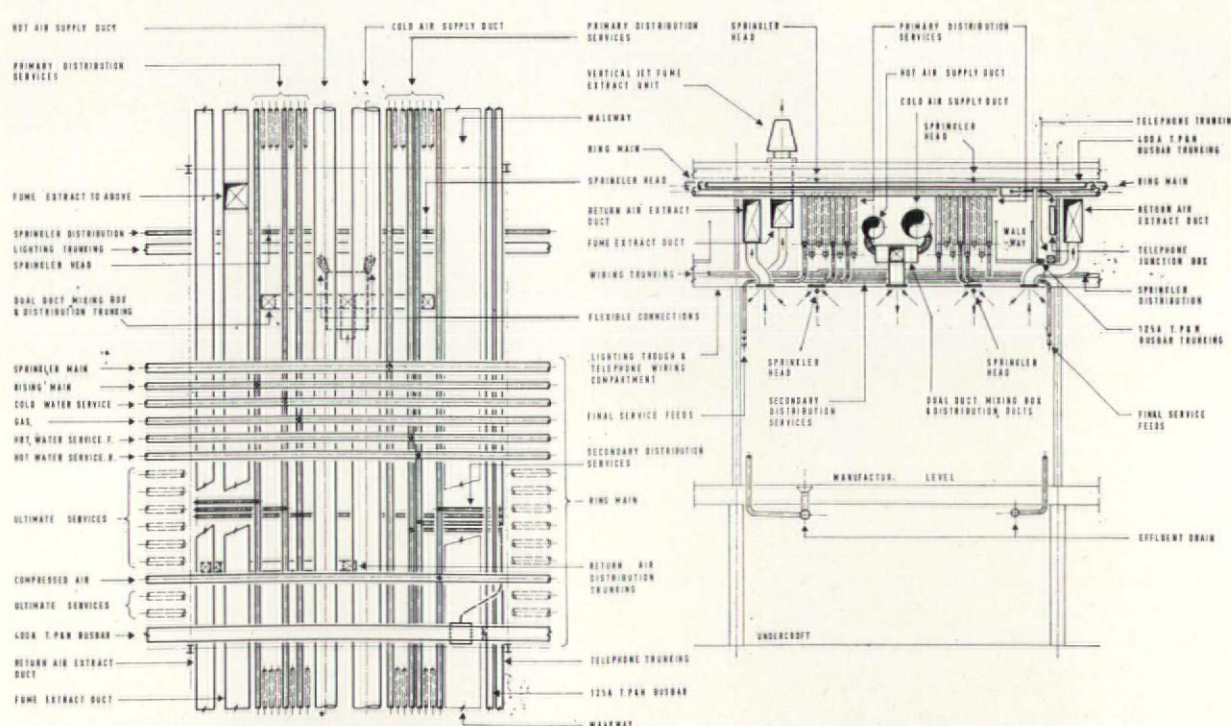 HOT AIR SUPPLY DUCT
COLD AIR SUPPLY DUCT
PRIMARY DISTRIBUTION
SERVICES
PRIMARY DISTRIBUTION
SERVICES
WALKWAY
FUME EXTRACT TO ABOVE
SPRINKLER HEAD
SPRINKLER DISTRIBUTION
LIGHTING TRUNKING
SPRINKLER HEAD
DUAL DUCT MIXING BOX
& DISTRIBUTION TRUNKING
FLEXIBLE CONNECTIONS
SPRINKLER MAIN
RISING MAIN
COLD WATER SERVICE
GAS
HOT WATER SERVICE. F.
HOT WATER SERVICE. R.
SECONDARY DISTRIBUTION
SERVICES
RING MAIN
ULTIMATE SERVICES
COMPRESSED AIR
RETURN AIR
DISTRIBUTION
TRUNKING
ULTIMATE SERVICES
400A T.P&N BUSBAR
RETURN AIR EXTRACT
DUCT
TELEPHONE TRUNKING
FUME EXTRACT DUCT
125A T.P&N BUSBAR
WALKWAY
SPRINKLER
HEAD
PRIMARY DISTRIBUTION
SERVICES
VERTICAL JET FUME
EXTRACT UNIT
HOT AIR SUPPLY DUCT
COLD AIR SUPPLY DUCT
SPRINKLER
HEAD
TELEPHONE TRUNKING
400A T.P&N
BUSBAR TRUNKING
RING MAIN
RING MAIN
RETURN AIR EXTRACT
DUCT
RETURN AIR
EXTRACT DUCT
FUME EXTRACT DUCT
WALK
WAY
TELEPHONE
JUNCTION BOX
WIRING TRUNKING
SPRINKLER
DISTRIBUTION
125A T.P&N
BUSBAR TRUNKING
LIGHTING TROUGH &
TELEPHONE WIRING
COMPARTMENT
SPRINKLER
HEAD
SPRINKLER
HEAD
FINAL SERVICE FEEDS
SECONDARY
DISTRIBUTION
SERVICES
DUAL DUCT MIXING BOX
& DISTRIBUTION DUCTS
FINAL SERVICE
FEEDS
MANUFACTUR. LEVEL
EFFLUENT DRAIN
UNDERCROFT